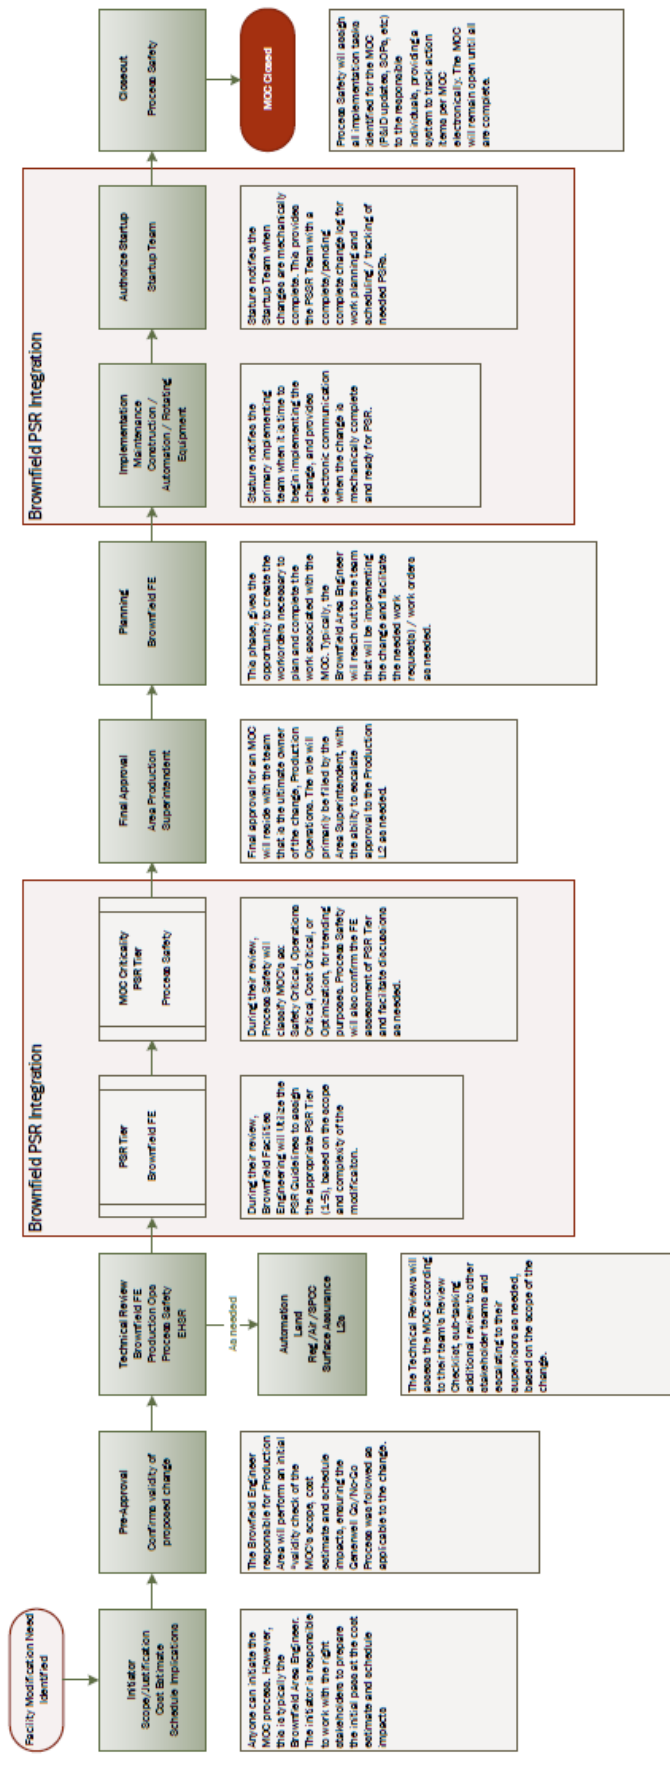 Facility Modification Need
Identified
Initiator
Scope/Justification
Cost Estimate
Schedule Implications
Anyone can initiate the
MOC process. However,
this is typically the
Brownfield Area Engineer.
The initiator is responsible
to work with the right
stakeholders to prepare
the initial pass at the cost
estimate and schedule
impacts
Pre-Approval
Confirms validity of
proposed change
The Brownfield Engineer
responsible for Production
Area will perform an initial
"validity check of the
MOC's scope, cost
estimate and schedule
impacts, ensuring the
Go/No-Go
Process was followed as
applicable to the change.
Technical Review
Brownfield FE
Production Ops
Process Safety
EHSR
As needed
Automation
Land
Reg/Air/SPCC
Surface Assurance
L2s
The Technical Reviews will
assess the MOC according
to their team's Review
Checklist, sub-tasking
additional review to other
stakeholder teams and
escalating to their
supervisors as needed,
based on the scope of the
change.
Brownfield PSR Integration
PSR Tier
Brownfield FE
During their review,
Brownfield Facilities
Engineering will Utilize the
PSR Guidelines to assign
the appropriate PSR Tier
(1-5), based on the scope
and complexity of the
modificaiton.
MOC Criticality
PSR Tier
Process Safety
During their review,
Process Safety will
classify MOC's as:
Safety Critical, Operations
Critical, Cost Critical, or
Optimization, for trending
purposes. Process Safety
will also confirm the FE
assessment of PSR Tier
and facilitate discussions
as needed.
Final Approval
Area Production
Superintendent
Final approval for an MOC
will reside with the team
that is the ultimate owner
of the change, Production
Operations. The role will
primarily be filled by the
Area Superintendent, with
the ability to escalate
approval to the Production
L2 as needed.
Planning
Brownfield FE
This phase, gives the
opportunity to create the
workorders necessary to
plan and complete the
work associated with the
MOC. Typically, the
Brownfield Area Engineer
will reach out to the team
that will be implementing
the change and facilitate
the needed work
request(s) / work orders
as needed.
Brownfield PSR Integration
Implementation
Maintenance
Construction /
Automation / Rotating
Equipment
Stature notifies the
primary implementing
team when it is time to
begin implementing the
change, and provides
electronic communication
when the change is
mechanically complete
and ready for PSR.
Authorize Startup
Startup Team
Stature notifies the
Startup Team when
changes are mechanically
complete. This provides
the PSSR Team with a
complete/pending
complete change log for
work planning and
scheduling / tracking of
needed PSRs.
Closeout
Process Safety
MOC Closed
Process Safety will assign
all implementation tasks
identified for the MOC
(P&ID updates, SOPs, etc)
to the responsible
individuals, providing a
system to track action
items per MOC
electronically. The MOC
will remain open until all
are complete.